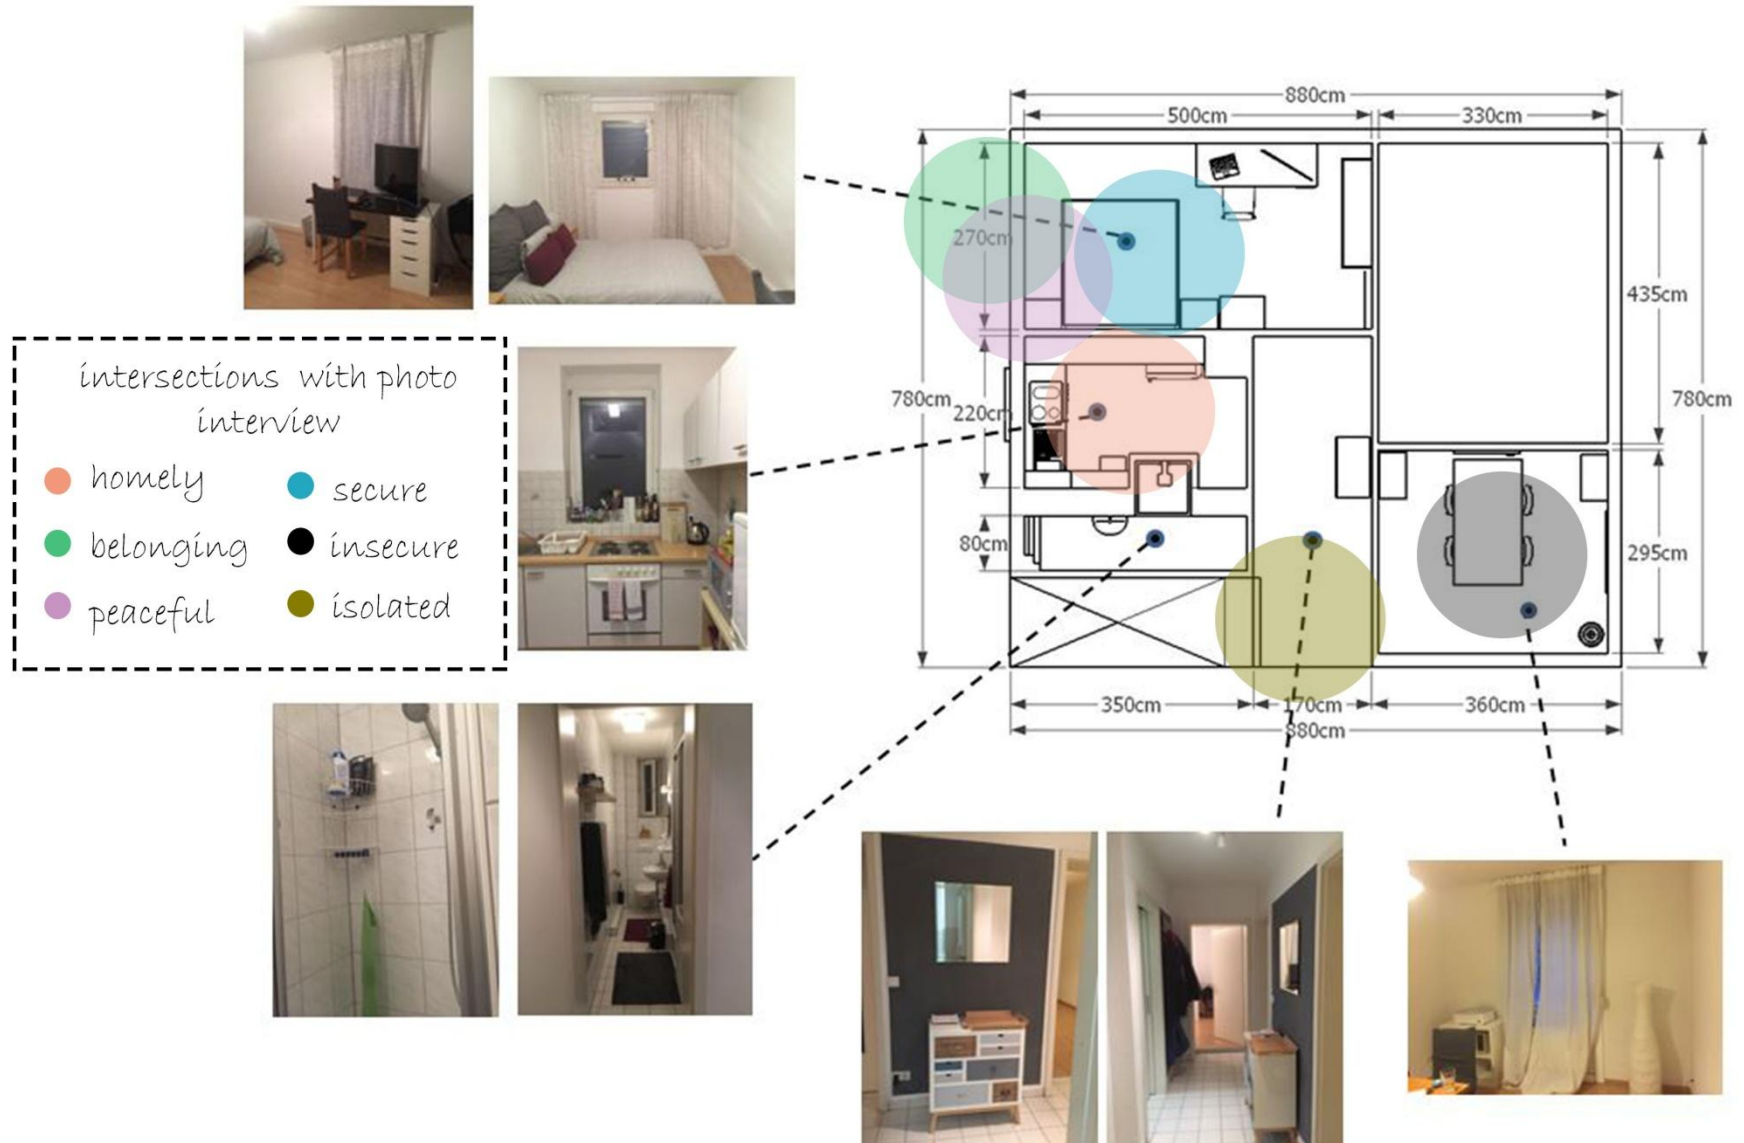 880cm
500cm
330cm
270cm
435cm
intersections with photo
interview
homely
secure
belonging
insecure
peaceful
isolated
780cm
220cm
780cm
80cm
295cm
350cm
170cm
360cm
880cm